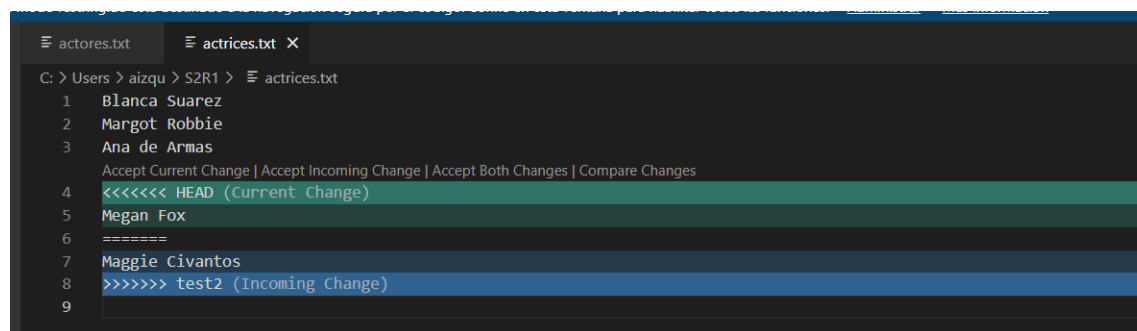 actores.txt actrices.txt
C: > Users > aizqu > S2R1 > actrices.txt
1 Blanca Suarez
2 Margot Robbie
3 Ana de Armas
Accept Current Change | Accept Incoming Change | Accept Both Changes | Compare Changes
4 <<<<<<< HEAD (Current Change)
5 Megan Fox
6 =======
7 Maggie Civantos
8 >>>>>>> test2 (Incoming Change)
9